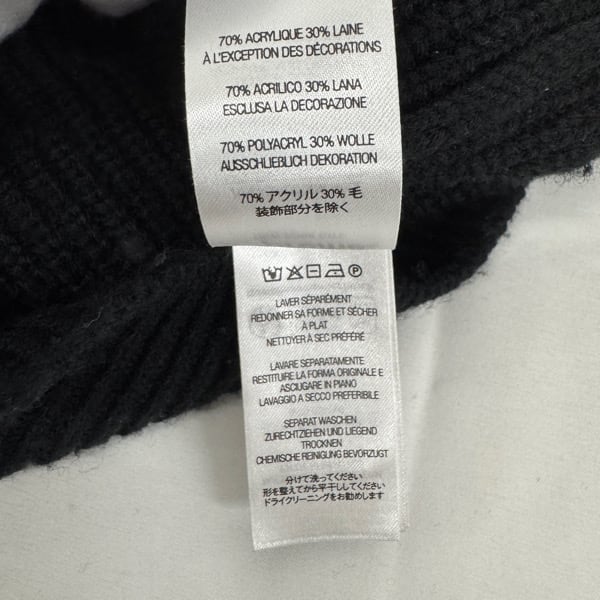 70% ACRYLIQUE 30% LAINE
À L'EXCEPTION DES DÉCORATIONS
70% ACRILICO 30% LANA
ESCLUSA LA DECORAZIONE
70% POLYACRYL 30% WOLLE
AUSSCHLIEBLICH DEKORATION
70% アクリル 30% 毛
装飾部分を除く
LAVER SÉPARÉMENT
REDONNER SA FORME ET SÉCHER
À PLAT
NETTOYER À SEC PRÉFÉRÉ
LAVARE SEPARATAMENTE
RESTITUIRE LA FORMA ORIGINALE E
ASCIUGARE IN PIANO
LAVAGGIO A SECCO PREFERIBILE
SEPARAT WASCHEN
ZURECHTZIEHEN UND LIEGEND
TROCKNEN
CHEMISCHE REINIGUNG BEVORZUGT
分けて洗ってください
形を整えてから平干ししてください
ドライクリーニングをお勧めします